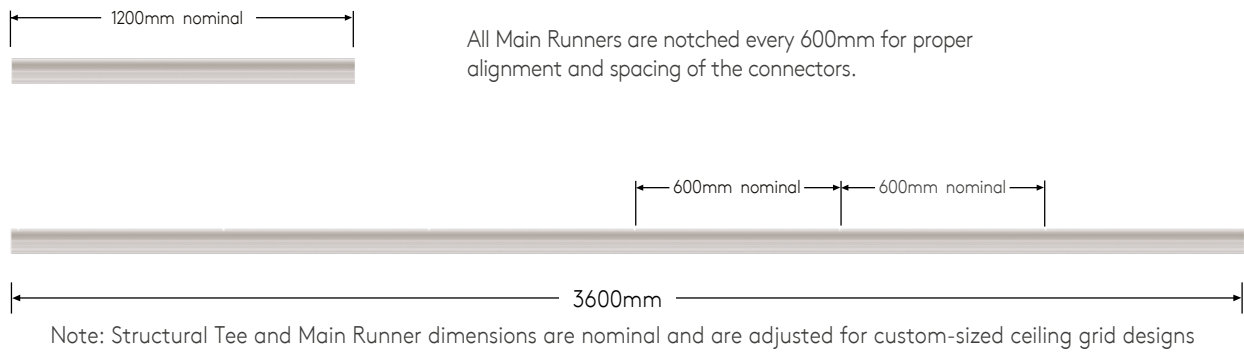 1200mm nominal
All Main Runners are notched every 600mm for proper
alignment and spacing of the connectors.
600mm nominal
600mm nominal
3600mm
Note: Structural Tee and Main Runner dimensions are nominal and are adjusted for custom-sized ceiling grid designs